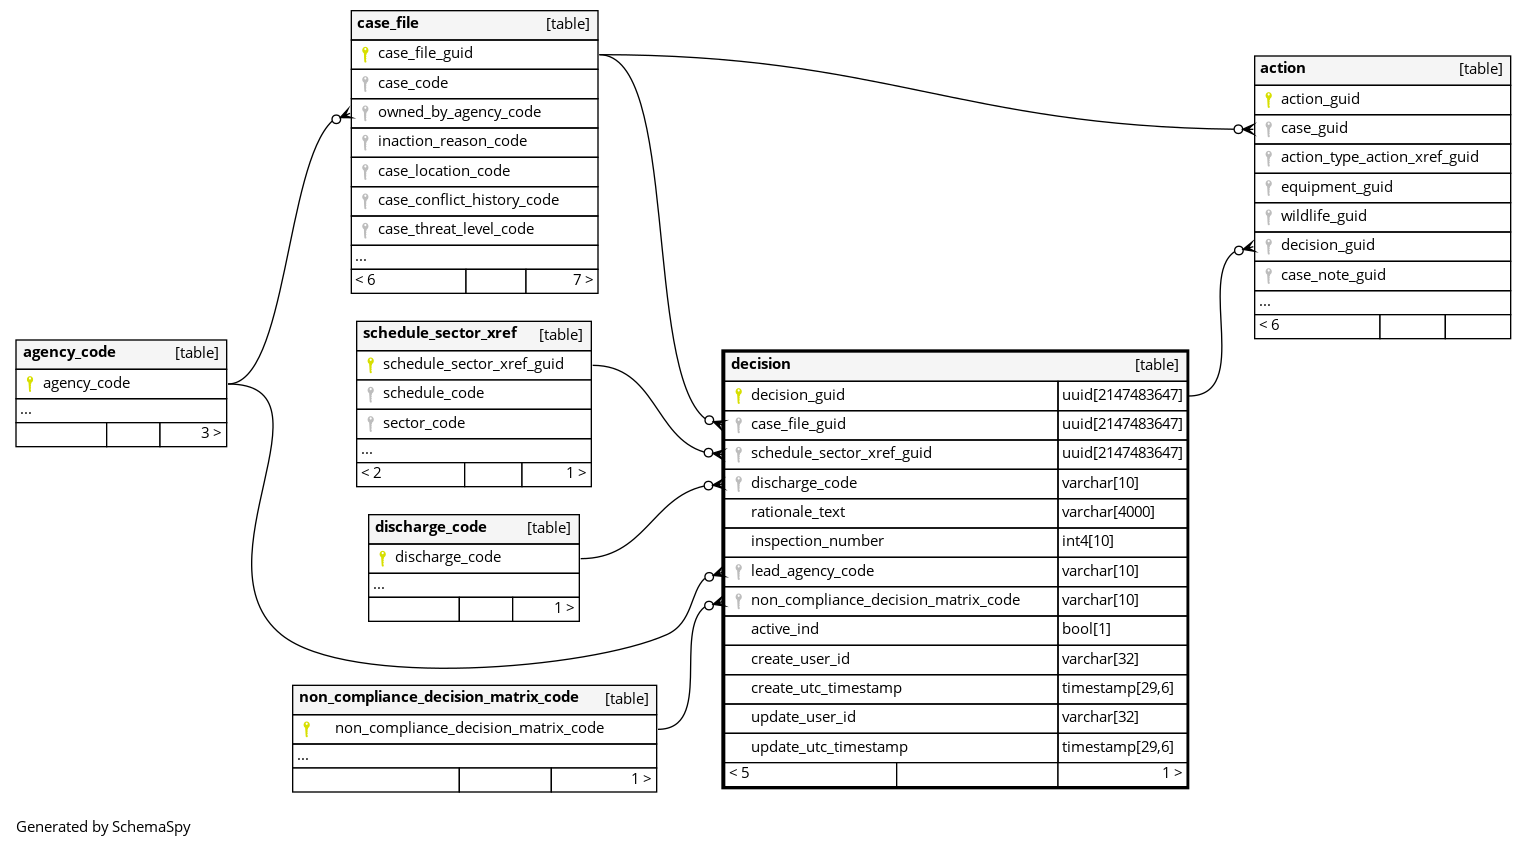 case_file [table]
case_file_guid
case_code
owned_by_agency_code
inaction_reason_code
case_location_code
case_conflict_history_code
case_threat_level_code
...
< 6 7 >
action [table]
action_guid
case_guid
action_type_action_xref_guid
equipment_guid
wildlife_guid
decision_guid
case_note_guid
...
< 6
agency_code [table]
agency_code
...
3 >
schedule_sector_xref [table]
schedule_sector_xref_guid
schedule_code
sector_code
...
< 2 1 >
discharge_code [table]
discharge_code
...
1 >
non_compliance_decision_matrix_code [table]
non_compliance_decision_matrix_code
...
1 >
decision [table]
decision_guid uuid[2147483647]
case_file_guid uuid[2147483647]
schedule_sector_xref_guid uuid[2147483647]
discharge_code varchar[10]
rationale_text varchar[4000]
inspection_number int4[10]
lead_agency_code varchar[10]
non_compliance_decision_matrix_code varchar[10]
active_ind bool[1]
create_user_id varchar[32]
create_utc_timestamp timestamp[29,6]
update_user_id varchar[32]
update_utc_timestamp timestamp[29,6]
< 5 1 >
Generated by SchemaSpy